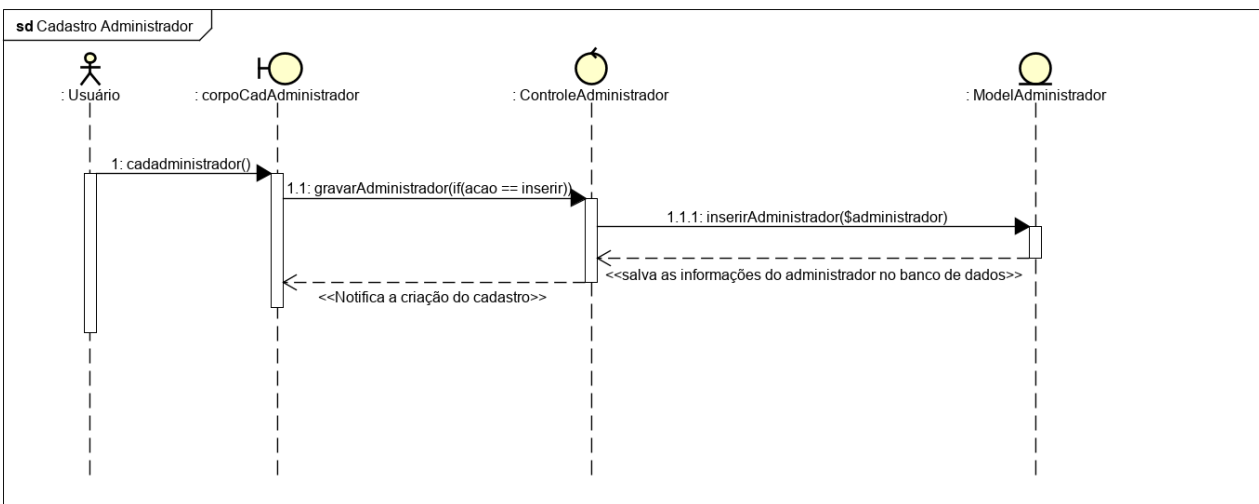 sd Cadastro Administrador
: Usuário
: corpoCadAdministrador
: ControleAdministrador
: ModelAdministrador
1: cadadministrador()
1.1: gravarAdministrador(if(acao == inserir))
1.1.1: inserirAdministrador($administrador)
<<salva as informações do administrador no banco de dados>>
<<Notifica a criação do cadastro>>